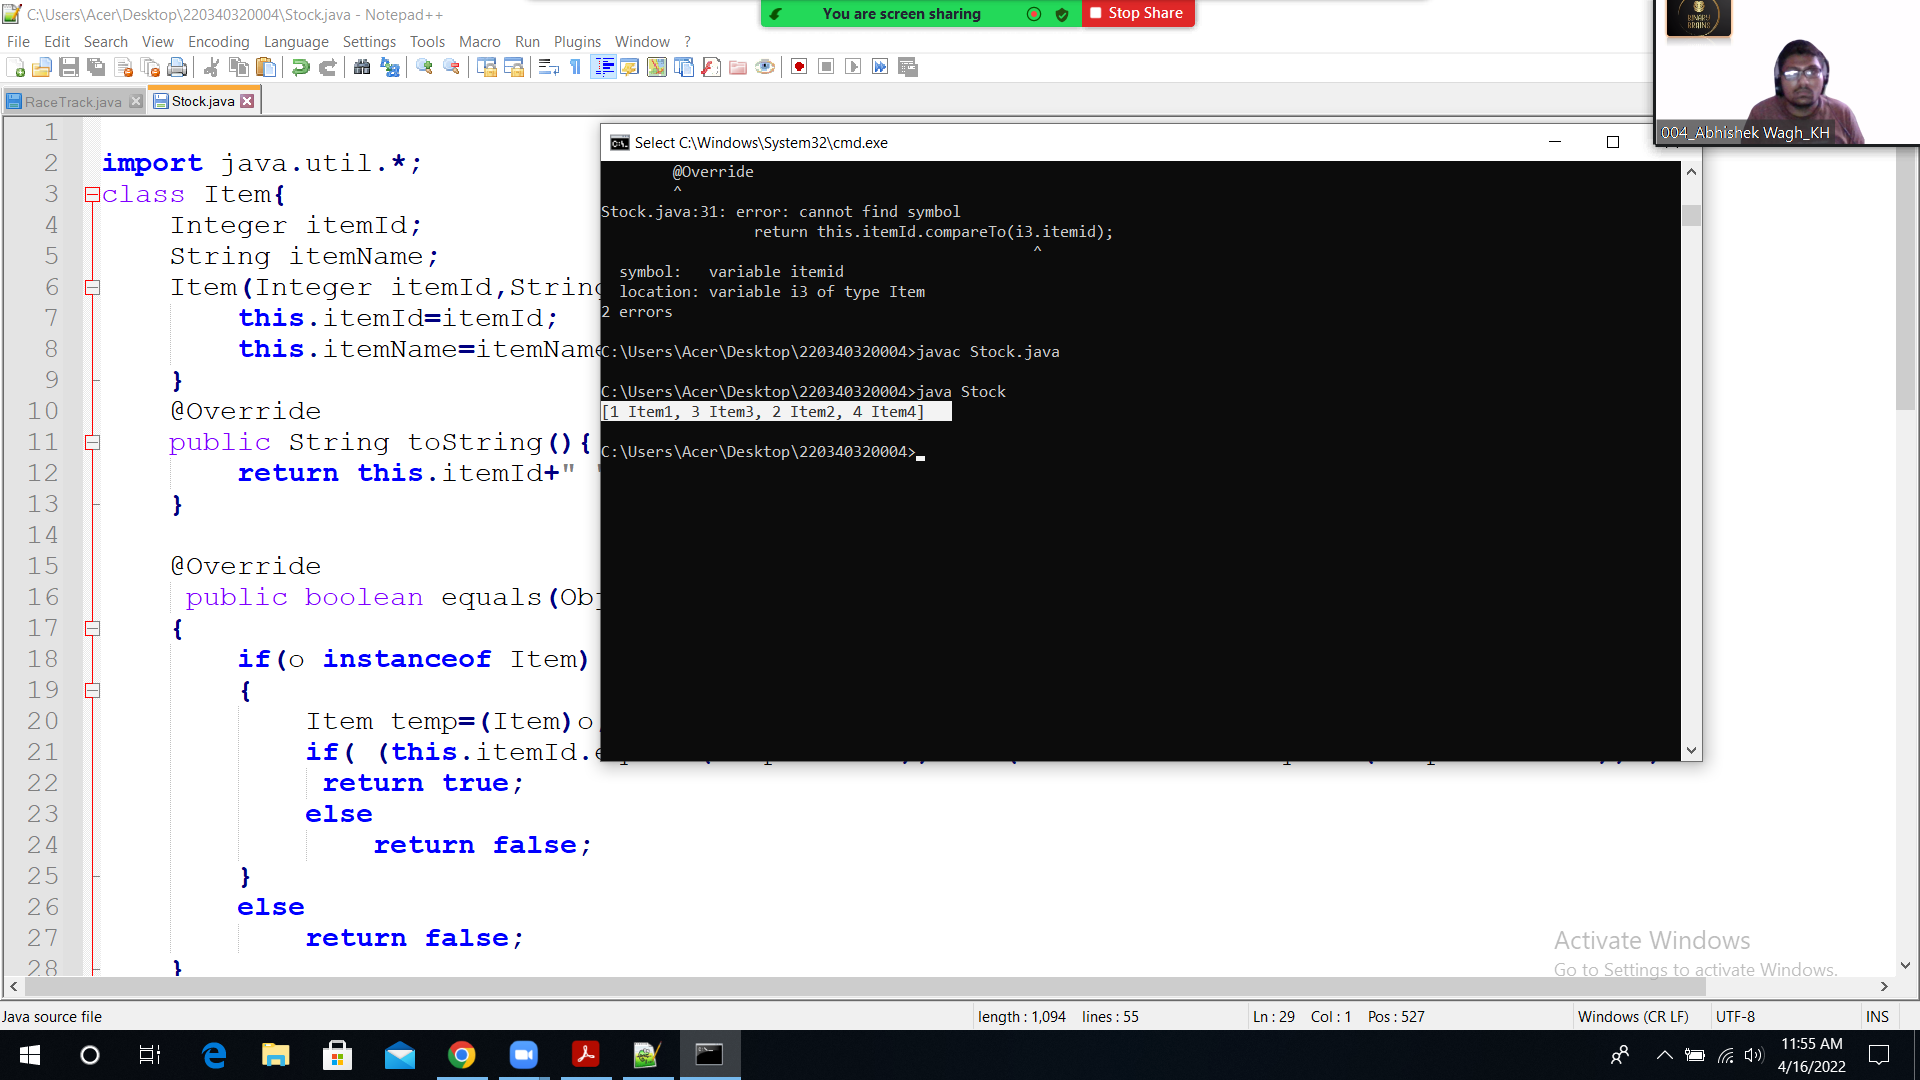 C:\Users\Acer\Desktop\220340320004\Stock.java - Notepad++
You are screen sharing
Stop Share
File Edit Search View Encoding Language Settings Tools Macro Run Plugins Window ?
RaceTrack.java
Stock.java
BINARY
BRAINS
004_Abhishek Wagh_KH
1
2 import java.util.*;
3 class Item{
4 Integer itemId;
5 String itemName;
6 Item(Integer itemId,String
7 this.itemId=itemId;
8 this.itemName=itemName
9 }
10 @Override
11 public String toString(){
12 return this.itemId+" "
13 }
14
15 @Override
16 public boolean equals(Obj
17 {
18 if(o instanceof Item)
19 {
20 Item temp=(Item)o
21 if( (this.itemId.e
22 return true;
23 else
24 return false;
25 }
26 else
27 return false;
28 }
Select C:\Windows\System32\cmd.exe
@Override
^
Stock.java:31: error: cannot find symbol
return this.itemId.compareTo(i3.itemid);
^
symbol: variable itemid
location: variable i3 of type Item
2 errors
C:\Users\Acer\Desktop\220340320004>javac Stock.java
C:\Users\Acer\Desktop\220340320004>java Stock
[1 Item1, 3 Item3, 2 Item2, 4 Item4]
C:\Users\Acer\Desktop\220340320004>
Activate Windows
Go to Settings to activate Windows.
Java source file
length : 1,094 lines : 55
Ln : 29 Col : 1 Pos : 527
Windows (CR LF)
UTF-8
INS
11:55 AM
4/16/2022